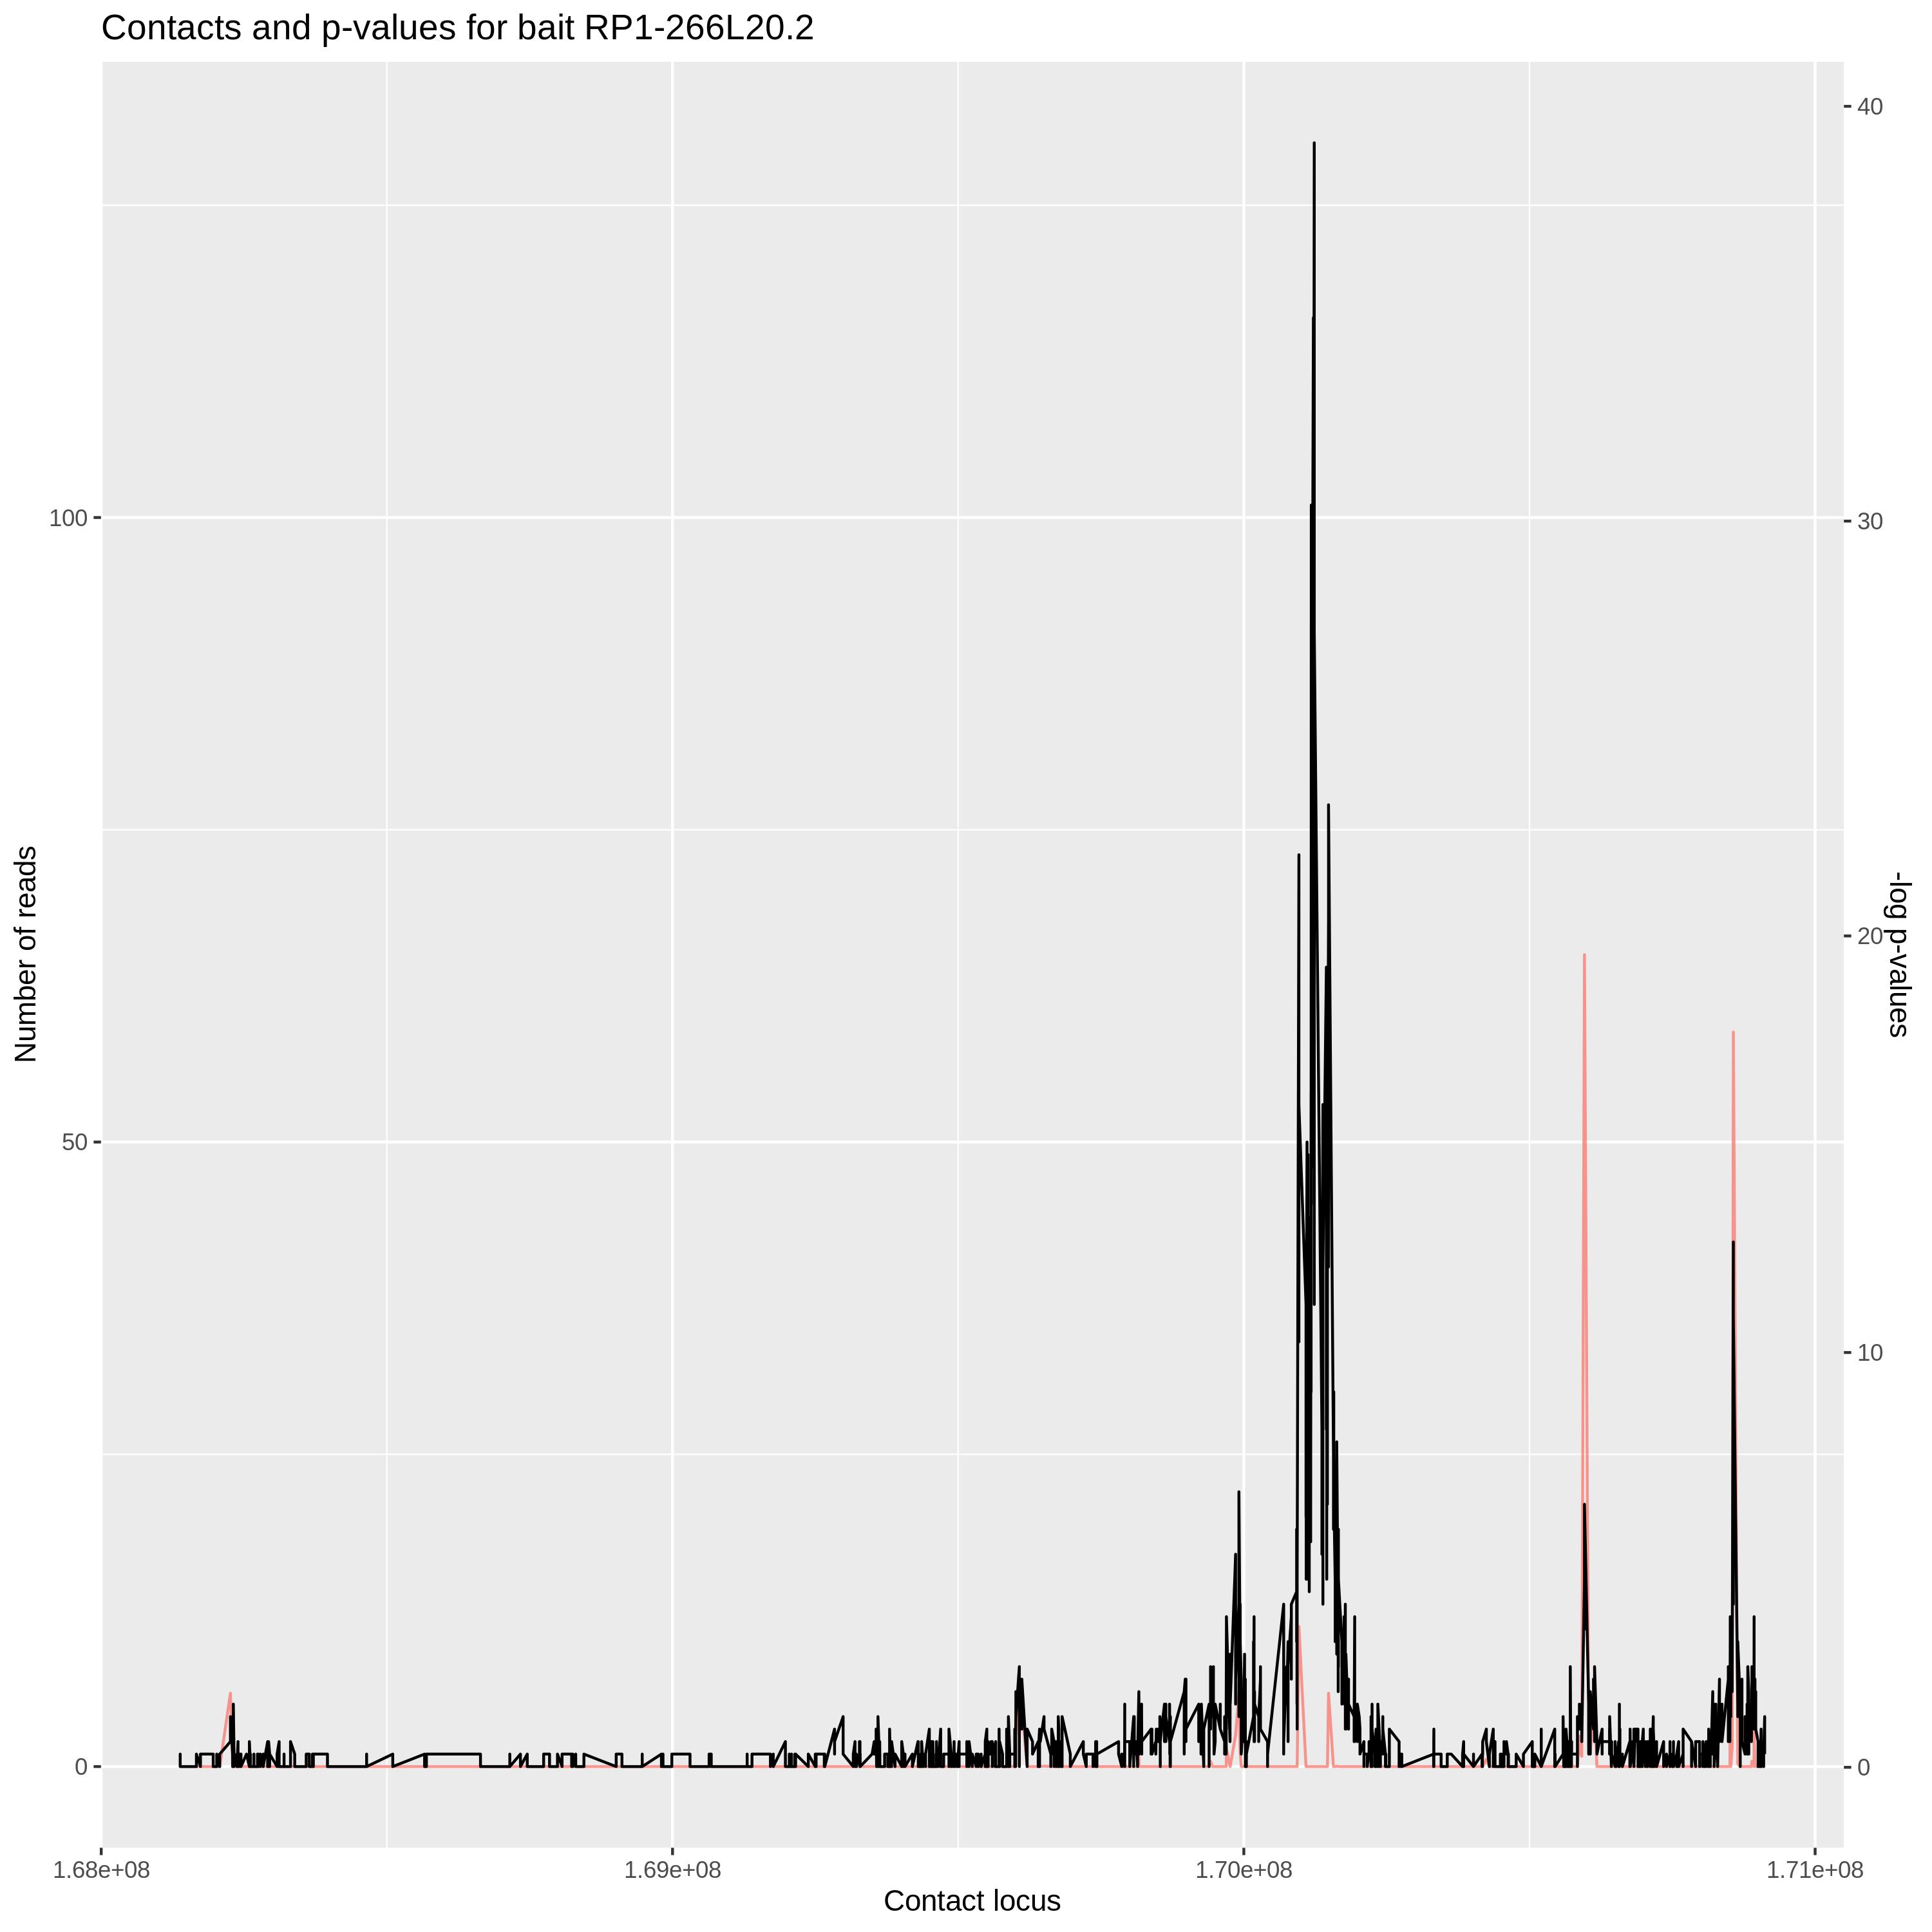 Contacts and p-values for bait RP1-266L20.2
40
100
30
Number of reads
-log p-values
20
50
10
0
0
1.68e+08
1.69e+08
1.70e+08
1.71e+08
Contact locus